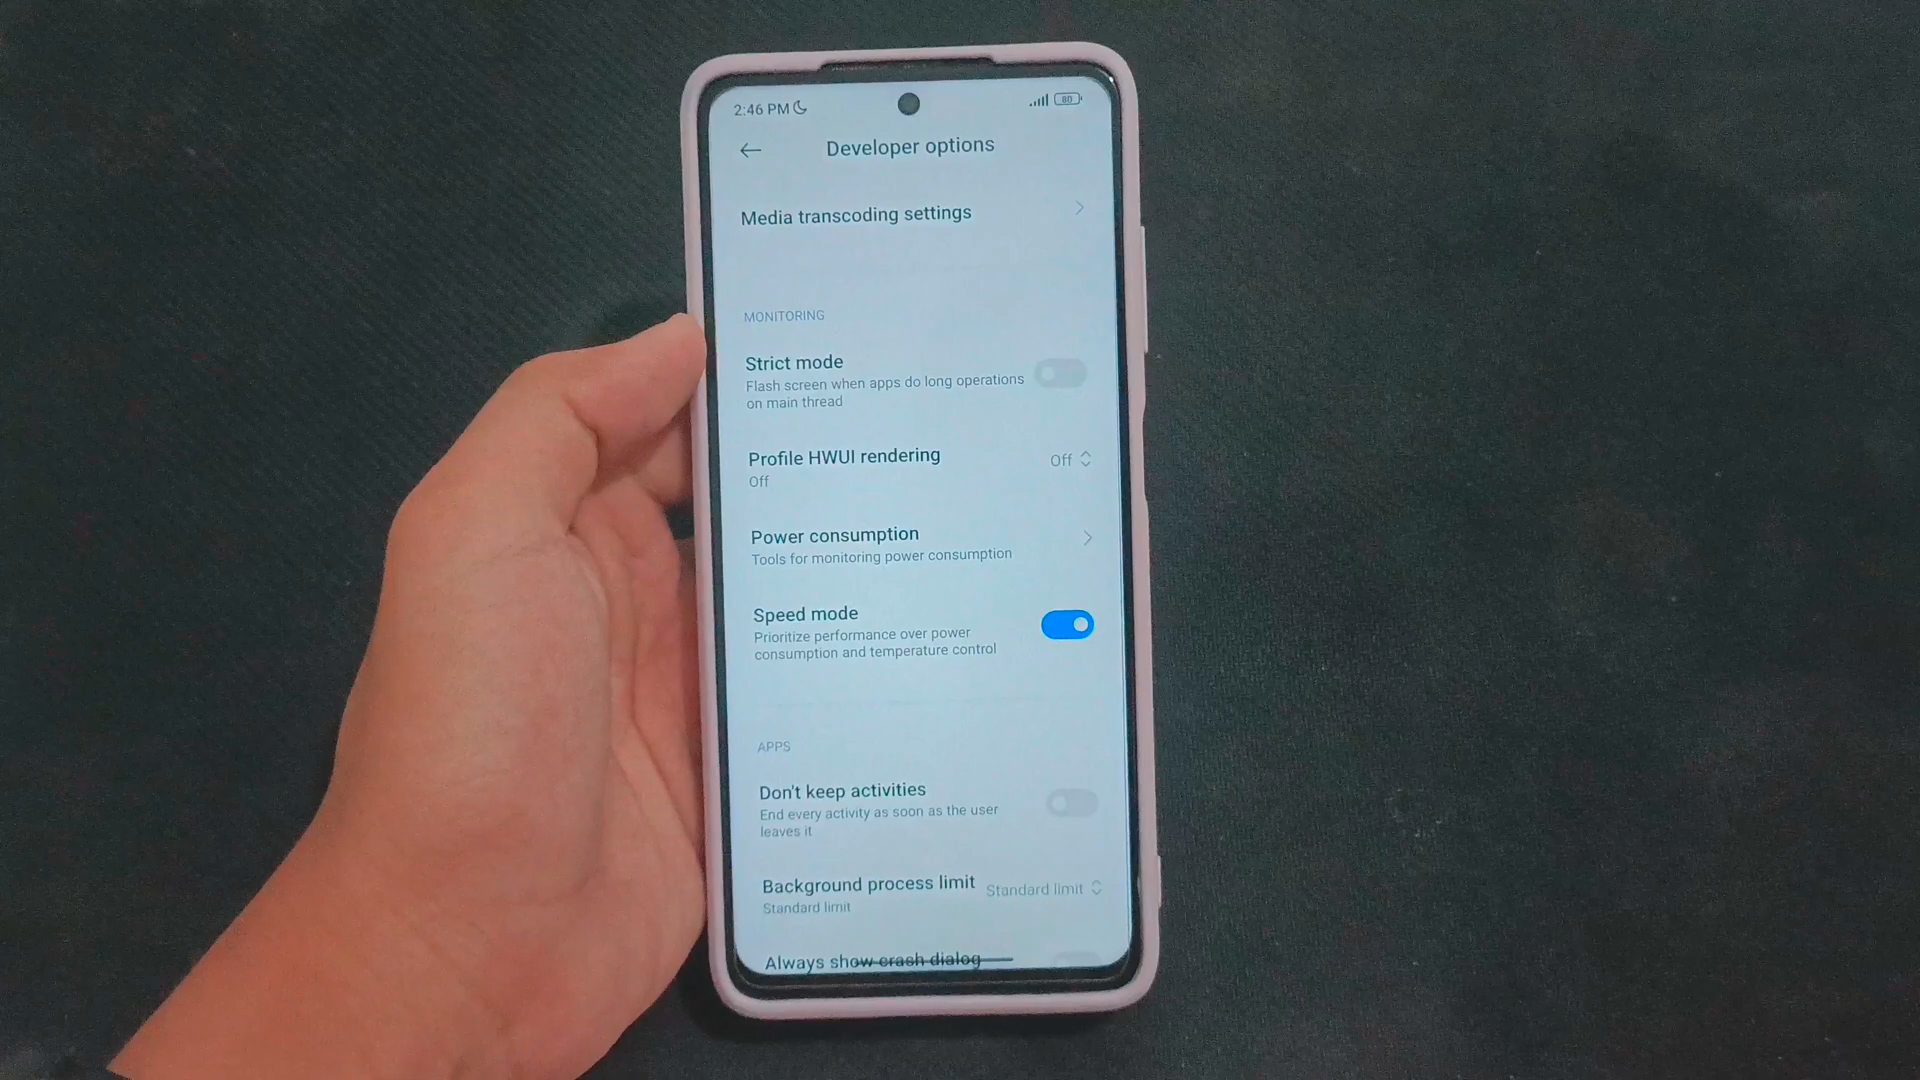 2:46 PM
80
Developer options
Media transcoding settings
MONITORING
Strict mode
Flash screen when apps do long operations
on main thread
Profile HWUI rendering
Off
Off
Power consumption
Tools for monitoring power consumption
Speed mode
Prioritize performance over power
consumption and temperature control
APPS
Don't keep activities
End every activity as soon as the user
leaves it
Background process limit
Standard limit
Standard limit
Always show crash dialog